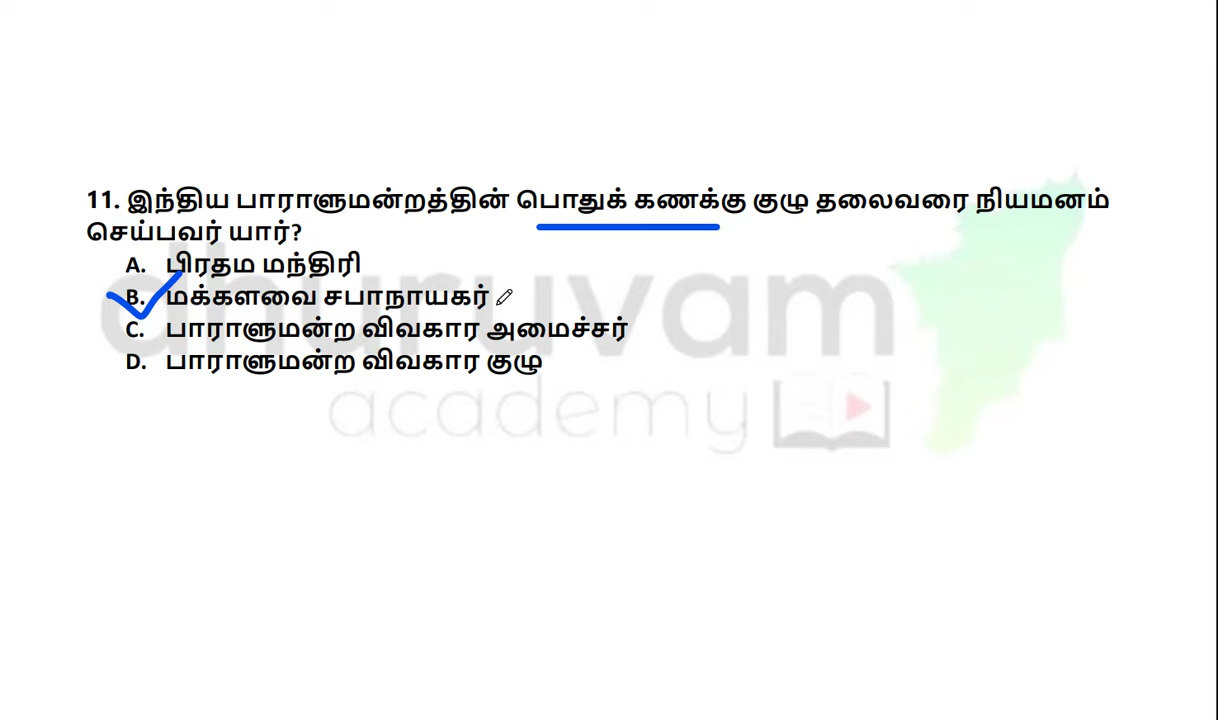 11. இந்திய பாராளுமன்றத்தின் பொதுக் கணக்கு குழு தலைவரை நியமனம்
செய்பவர் யார்?
A. பிரதம மந்திரி
B. மக்களவை சபாநாயகர்
C. பாராளுமன்ற விவகார அமைச்சர்
D. பாராளுமன்ற விவகார குழு
dhuruvam
academy